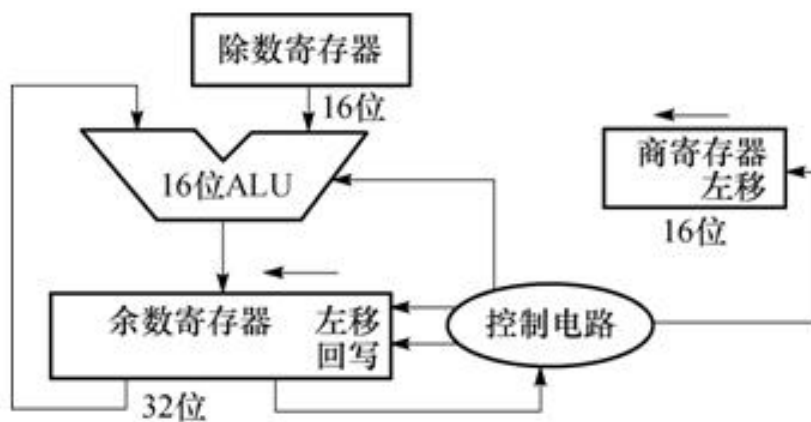 除数寄存器
16位
16位ALU
商寄存器
左移
16位
余数寄存器 左移
回写
控制电路
32位